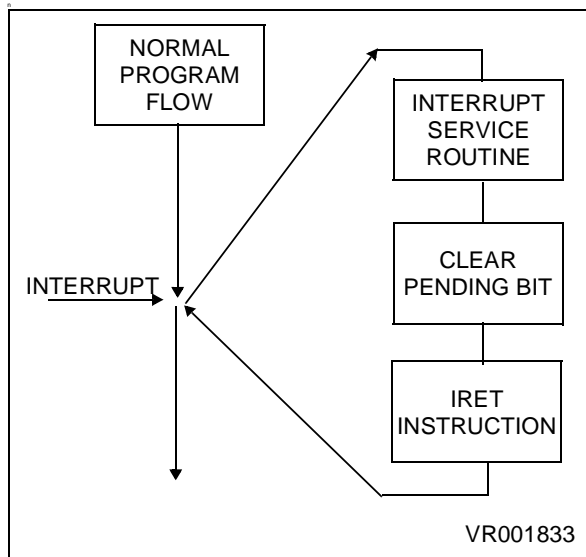 NORMAL
PROGRAM
FLOW
INTERRUPT
INTERRUPT
SERVICE
ROUTINE
CLEAR
PENDING BIT
IRET
INSTRUCTION
VR001833